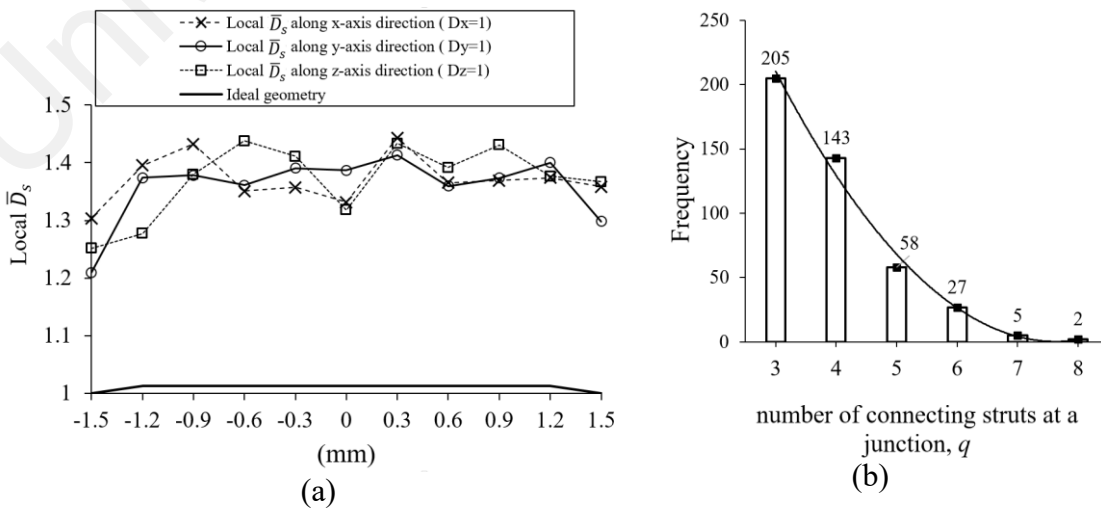 Local D̅ₛ along x-axis direction ( Dx=1)
Local D̅ₛ along y-axis direction ( Dy=1)
Local D̅ₛ along z-axis direction ( Dz=1)
Ideal geometry
Local D̅ₛ
1.5
1.4
1.3
1.2
1.1
1
-1.5 -1.2 -0.9 -0.6 -0.3 0 0.3 0.6 0.9 1.2 1.5
(mm)
(a)
Frequency
250
200
150
100
50
0
205
143
58
27
5
2
3 4 5 6 7 8
number of connecting struts at a
junction, q
(b)